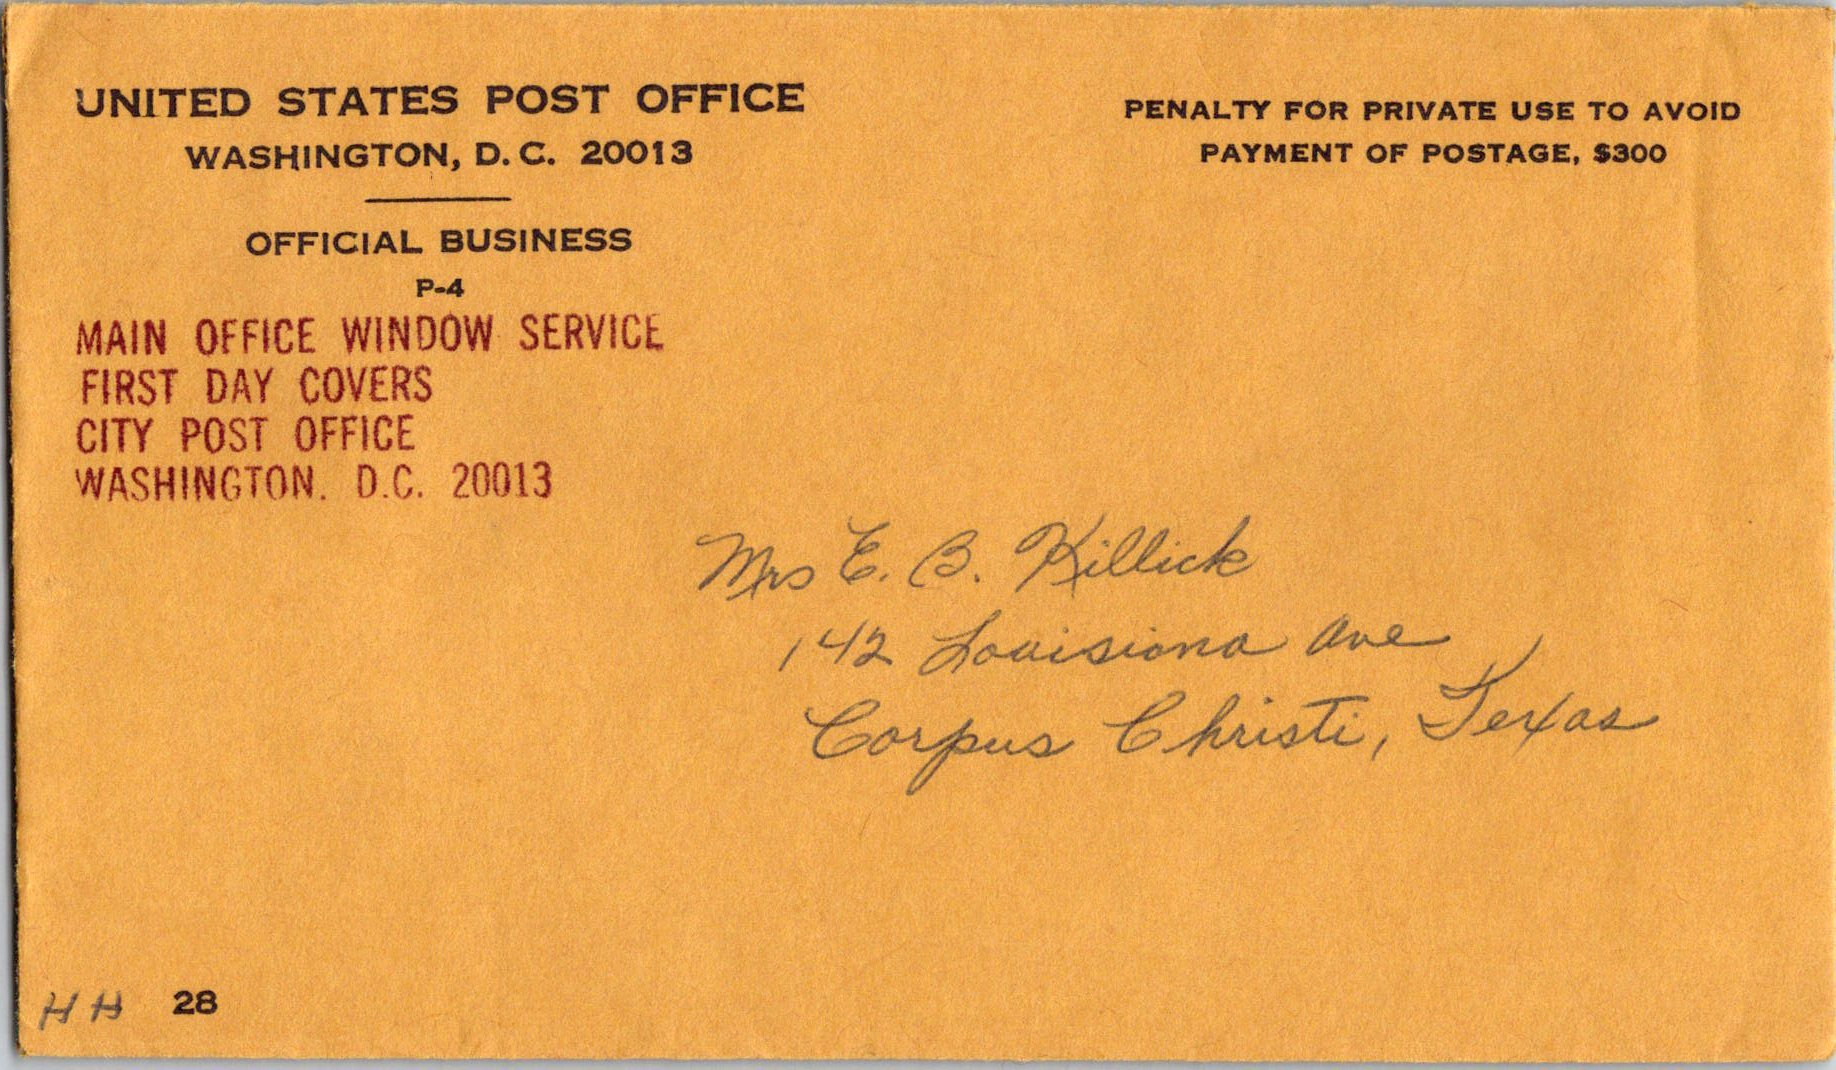 UNITED STATES POST OFFICE
WASHINGTON, D. C. 20013
OFFICIAL BUSINESS
P-4
PENALTY FOR PRIVATE USE TO AVOID
PAYMENT OF POSTAGE, $300
MAIN OFFICE WINDOW SERVICE
FIRST DAY COVERS
CITY POST OFFICE
WASHINGTON. D.C. 20013
Mrs E. B. Killick
142 Louisiana Ave
Corpus Christi, Texas
HH 28